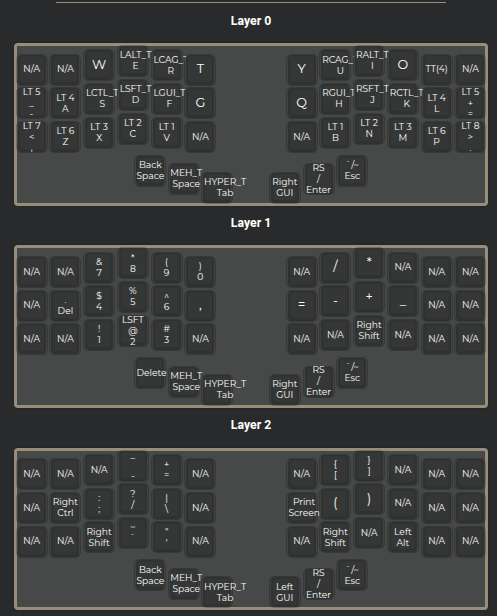 Layer 0
N/A N/A W LALT_T E LCAG_T R T Y RCAG_T U RALT_T I O TT(4) N/A
LT 5 _ - LT 4 A LCTL_T S LSFT_T D LGUI_T F G Q RGUI_T H RSFT_T J RCTL_T K LT 4 L LT 5 + =
LT 7 < , LT 6 Z LT 3 X LT 2 C LT 1 V N/A N/A LT 1 B LT 2 N LT 3 M LT 6 P LT 8 > .
Back Space MEH_T Space HYPER_T Tab Right GUI RS / Enter ` /~ Esc
Layer 1
N/A N/A & 7 * 8 ( 9 ) 0 N/A / * N/A N/A N/A
N/A . Del $ 4 % 5 ^ 6 , = - + _ N/A N/A
N/A N/A ! 1 LSFT @ 2 # 3 N/A N/A N/A Right Shift N/A N/A N/A
Delete MEH_T Space HYPER_T Tab Right GUI RS / Enter ` /~ Esc
Layer 2
N/A N/A N/A _ - + = N/A N/A { [ } ] N/A N/A N/A
N/A Right Ctrl : ; ? / | \ N/A Print Screen ( ) N/A N/A N/A
N/A N/A Right Shift ~ ` " ' N/A N/A Right Shift N/A Left Alt N/A N/A
Back Space MEH_T Space HYPER_T Tab Left GUI RS / Enter ` /~ Esc